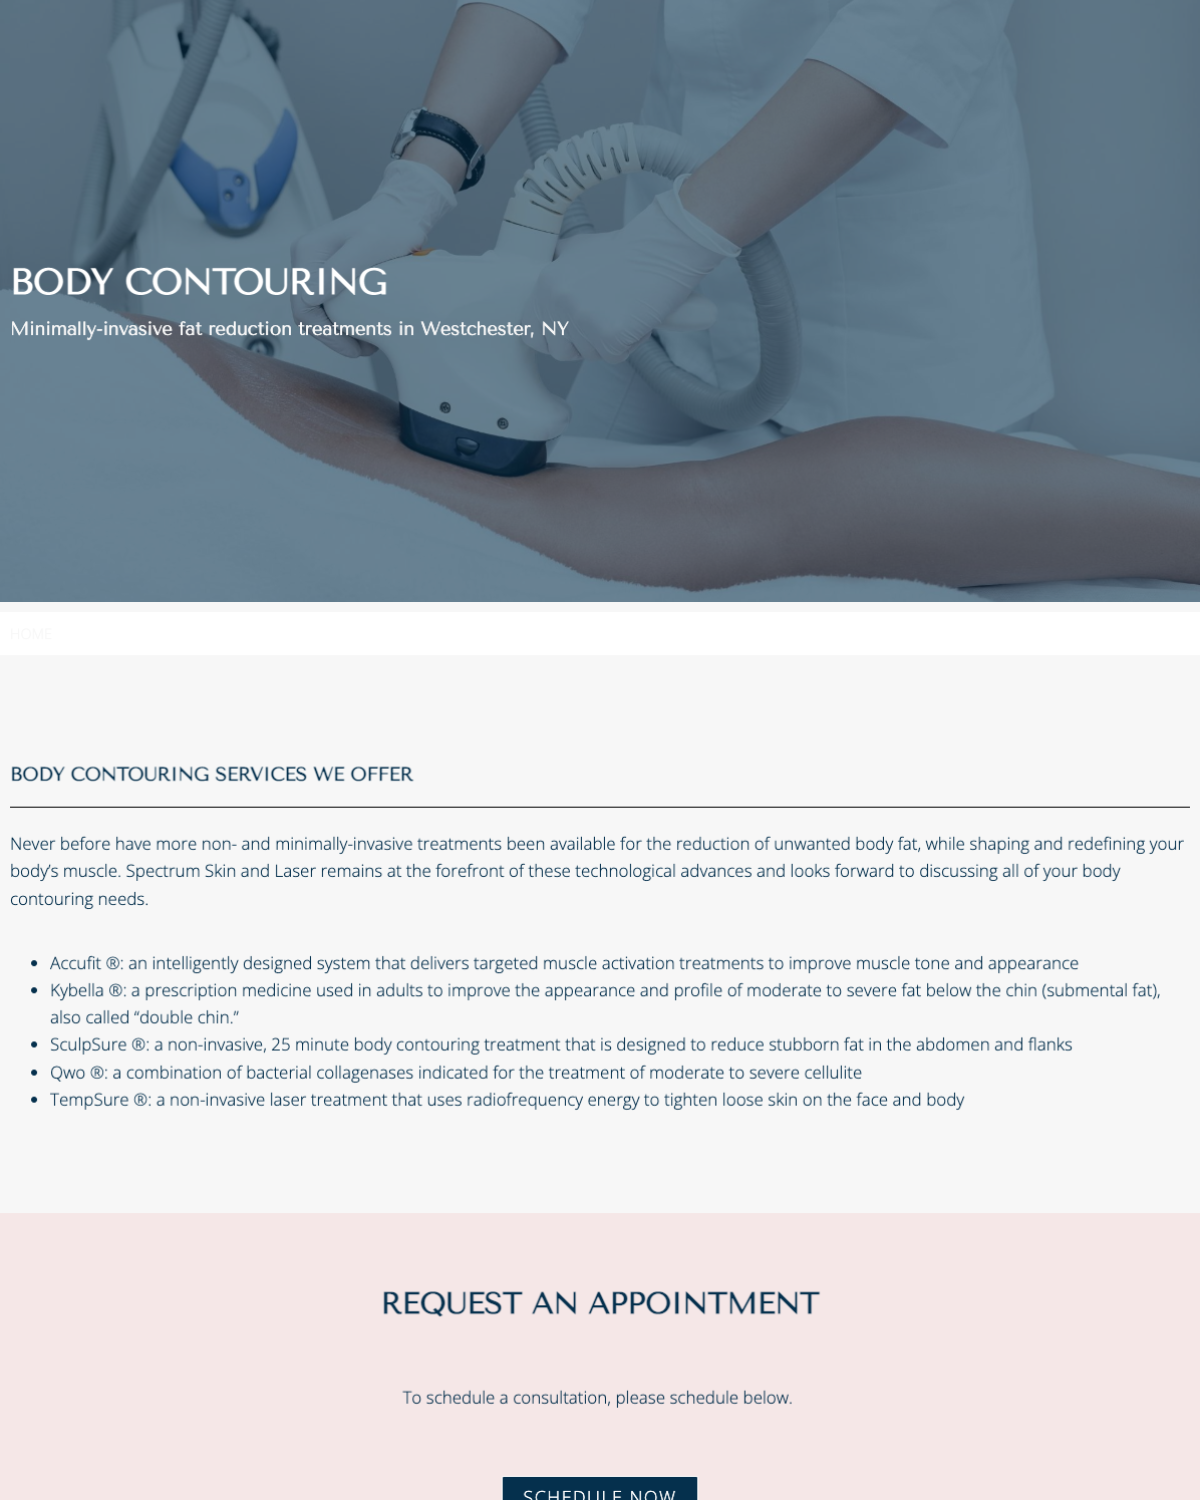 BODY CONTOURING
Minimally-invasive fat reduction treatments in Westchester, NY
HOME
BODY CONTOURING SERVICES WE OFFER
Never before have more non- and minimally-invasive treatments been available for the reduction of unwanted body fat, while shaping and redefining your
body’s muscle. Spectrum Skin and Laser remains at the forefront of these technological advances and looks forward to discussing all of your body
contouring needs.
• Accufit ®: an intelligently designed system that delivers targeted muscle activation treatments to improve muscle tone and appearance
• Kybella ®: a prescription medicine used in adults to improve the appearance and profile of moderate to severe fat below the chin (submental fat),
also called “double chin.”
• SculpSure ®: a non-invasive, 25 minute body contouring treatment that is designed to reduce stubborn fat in the abdomen and flanks
• Qwo ®: a combination of bacterial collagenases indicated for the treatment of moderate to severe cellulite
• TempSure ®: a non-invasive laser treatment that uses radiofrequency energy to tighten loose skin on the face and body
REQUEST AN APPOINTMENT
To schedule a consultation, please schedule below.
SCHEDULE NOW